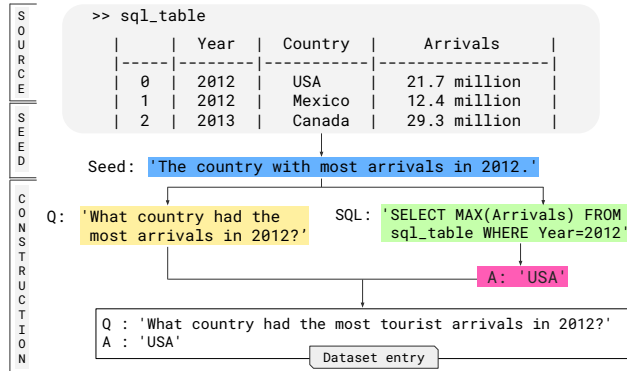 SOURCE
>> sql_table
| | Year | Country | Arrivals |
|-----|--------|-----------|------------------|
| 0 | 2012 | USA | 21.7 million |
| 1 | 2012 | Mexico | 12.4 million |
| 2 | 2013 | Canada | 29.3 million |
SEED
Seed: 'The country with most arrivals in 2012.'
CONSTRUCTION
Q: 'What country had the
most arrivals in 2012?’
SQL: 'SELECT MAX(Arrivals) FROM
sql_table WHERE Year=2012'
A: 'USA'
Q : 'What country had the most tourist arrivals in 2012?'
A : 'USA'
Dataset entry